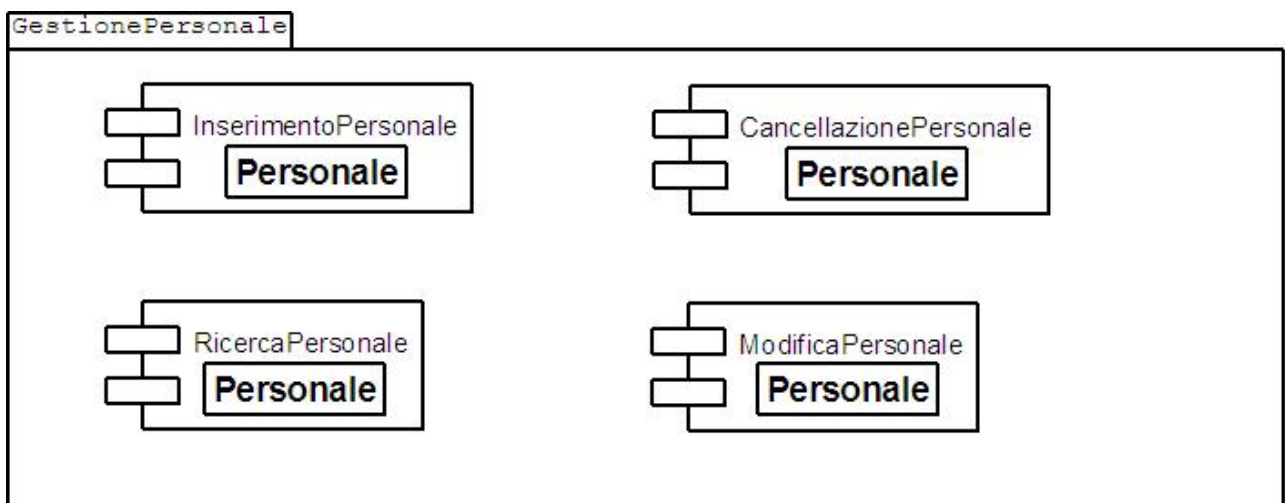 GestionePersonale
InserimentoPersonale
Personale
CancellazionePersonale
Personale
RicercaPersonale
Personale
ModificaPersonale
Personale